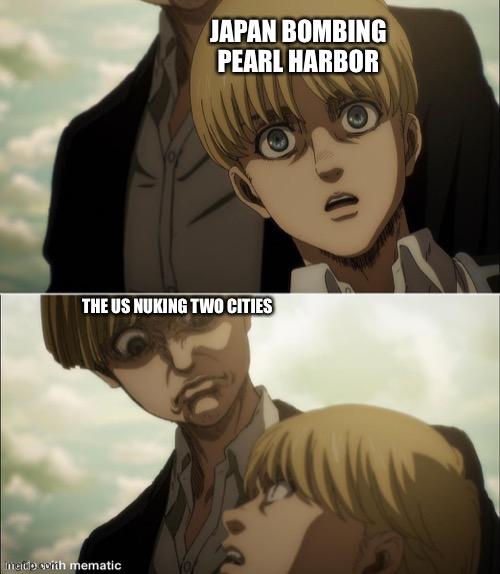 JAPAN BOMBING
PEARL HARBOR
THE US NUKING TWO CITIES
made with mematic